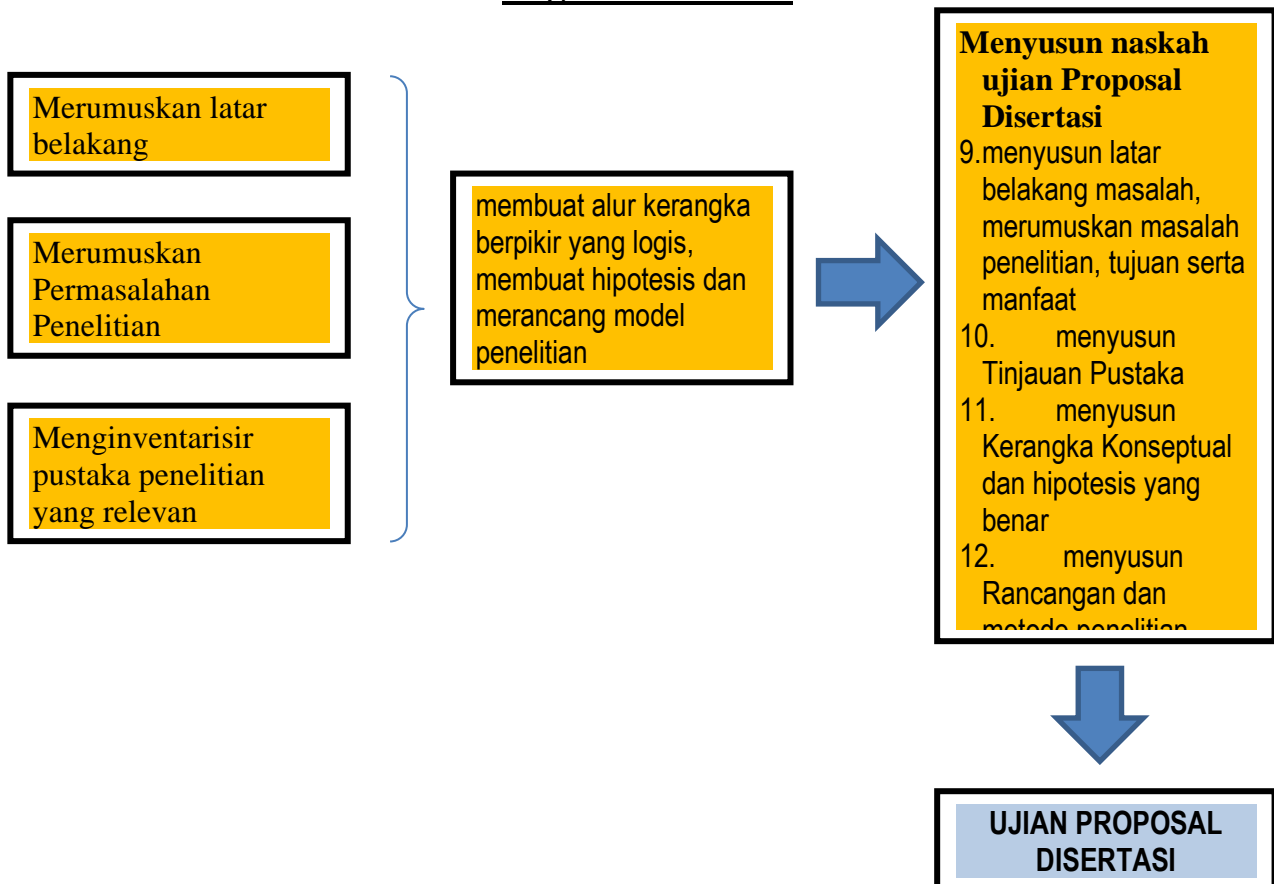 Merumuskan latar
belakang
Merumuskan
Permasalahan
Penelitian
Menginventarisir
pustaka penelitian
yang relevan
membuat alur kerangka
berpikir yang logis,
membuat hipotesis dan
merancang model
penelitian
Menyusun naskah
ujian Proposal
Disertasi
9.menyusun latar
belakang masalah,
merumuskan masalah
penelitian, tujuan serta
manfaat
10. menyusun
Tinjauan Pustaka
11. menyusun
Kerangka Konseptual
dan hipotesis yang
benar
12. menyusun
Rancangan dan
metode penelitian
UJIAN PROPOSAL
DISERTASI